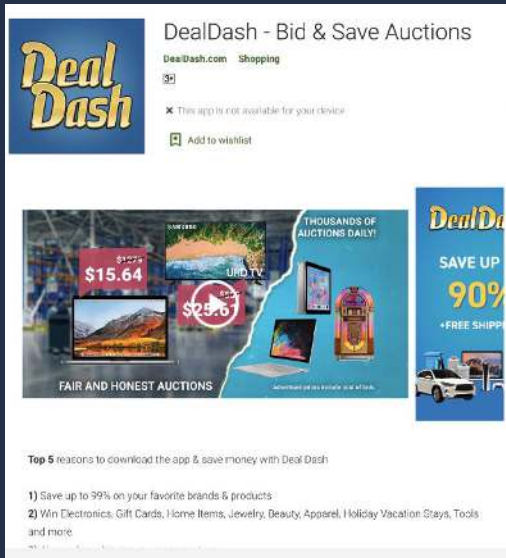 Deal
Dash
DealDash - Bid & Save Auctions
DealDash.com Shopping
3+
This app is not available for your device
Add to wishlist
SAMSUNG
$15.64
UHD TV
$25.61
THOUSANDS OF
AUCTIONS DAILY!
FAIR AND HONEST AUCTIONS
DealDa
SAVE UP
90%
+FREE SHIPPI
Top 5 reasons to download the app & save money with Deal Dash
1) Save up to 99% on your favorite brands & products
2) Win Electronics, Gift Cards, Home Items, Jewelry, Beauty, Apparel, Holiday Vacation Stays, Tools
and more